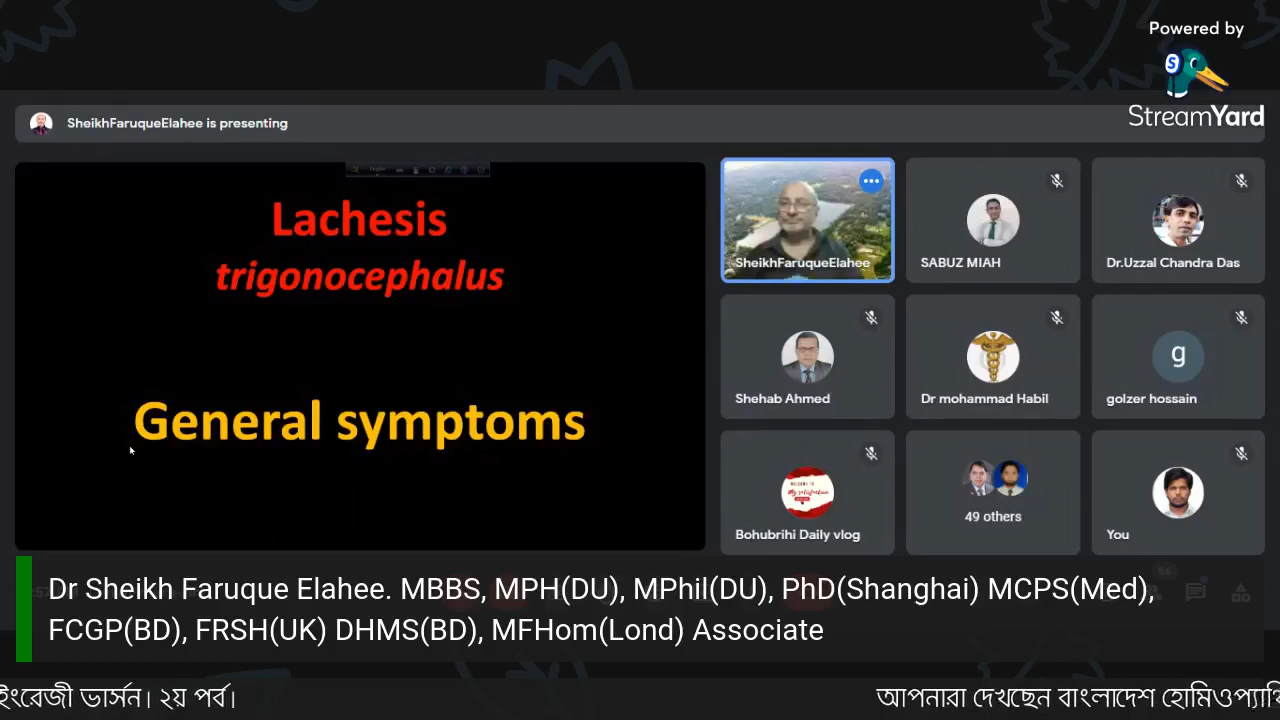 Powered by
StreamYard
SheikhFaruqueElahee is presenting
Lachesis
trigonocephalus
General symptoms
SheikhFaruqueElahee
SABUZ MIAH
Dr.Uzzal Chandra Das
Shehab Ahmed
Dr mohammad Habil
g
golzer hossain
Bohubrihi Daily vlog
49 others
You
Dr Sheikh Faruque Elahee. MBBS, MPH(DU), MPhil(DU), PhD(Shanghai) MCPS(Med),
FCGP(BD), FRSH(UK) DHMS(BD), MFHom(Lond) Associate
ইংরেজী ভার্সন। ২য় পর্ব।
আপনারা দেখছেন বাংলাদেশ